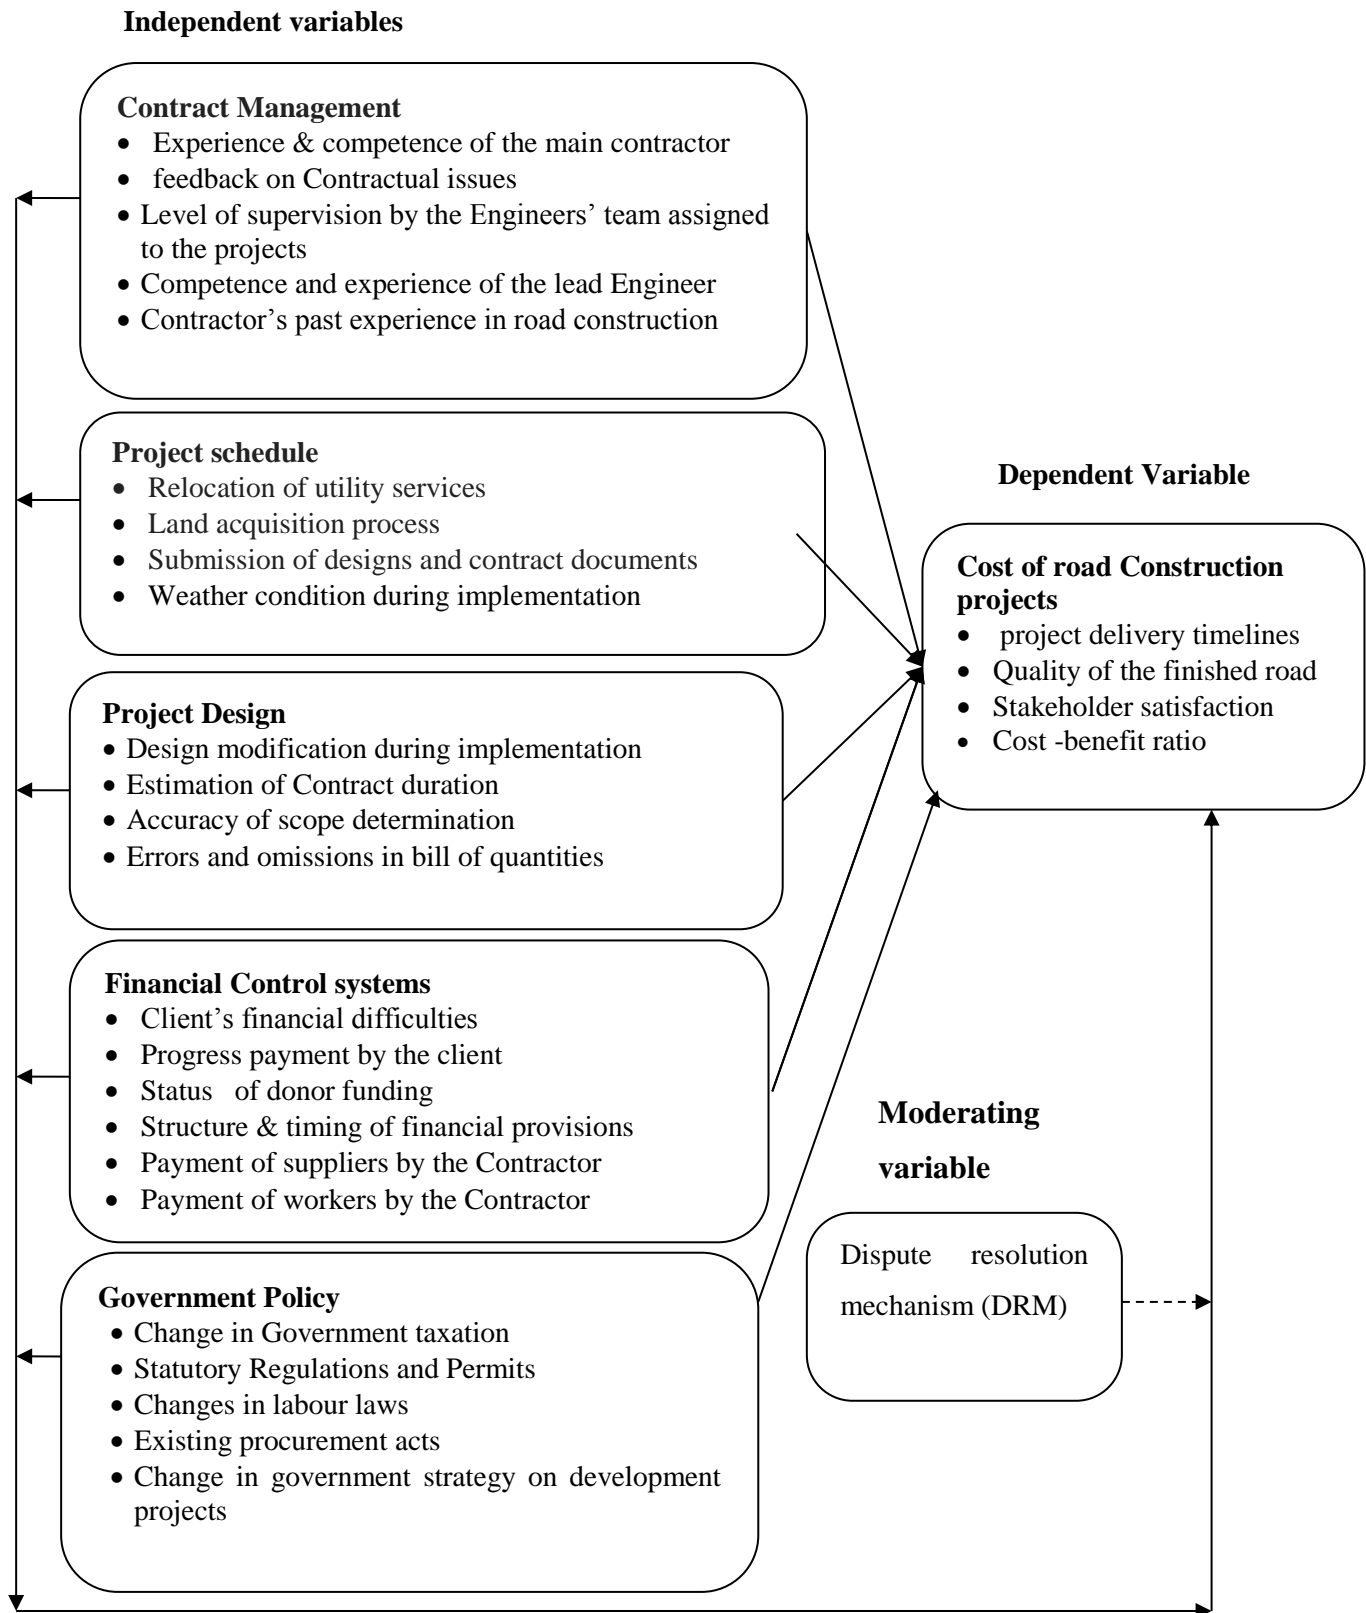 Independent variables
Contract Management
• Experience & competence of the main contractor
• feedback on Contractual issues
• Level of supervision by the Engineers’ team assigned
to the projects
• Competence and experience of the lead Engineer
• Contractor’s past experience in road construction
Project schedule
• Relocation of utility services
• Land acquisition process
• Submission of designs and contract documents
• Weather condition during implementation
Project Design
• Design modification during implementation
• Estimation of Contract duration
• Accuracy of scope determination
• Errors and omissions in bill of quantities
Financial Control systems
• Client’s financial difficulties
• Progress payment by the client
• Status of donor funding
• Structure & timing of financial provisions
• Payment of suppliers by the Contractor
• Payment of workers by the Contractor
Government Policy
• Change in Government taxation
• Statutory Regulations and Permits
• Changes in labour laws
• Existing procurement acts
• Change in government strategy on development
projects
Dependent Variable
Cost of road Construction
projects
• project delivery timelines
• Quality of the finished road
• Stakeholder satisfaction
• Cost -benefit ratio
Moderating
variable
Dispute resolution
mechanism (DRM)